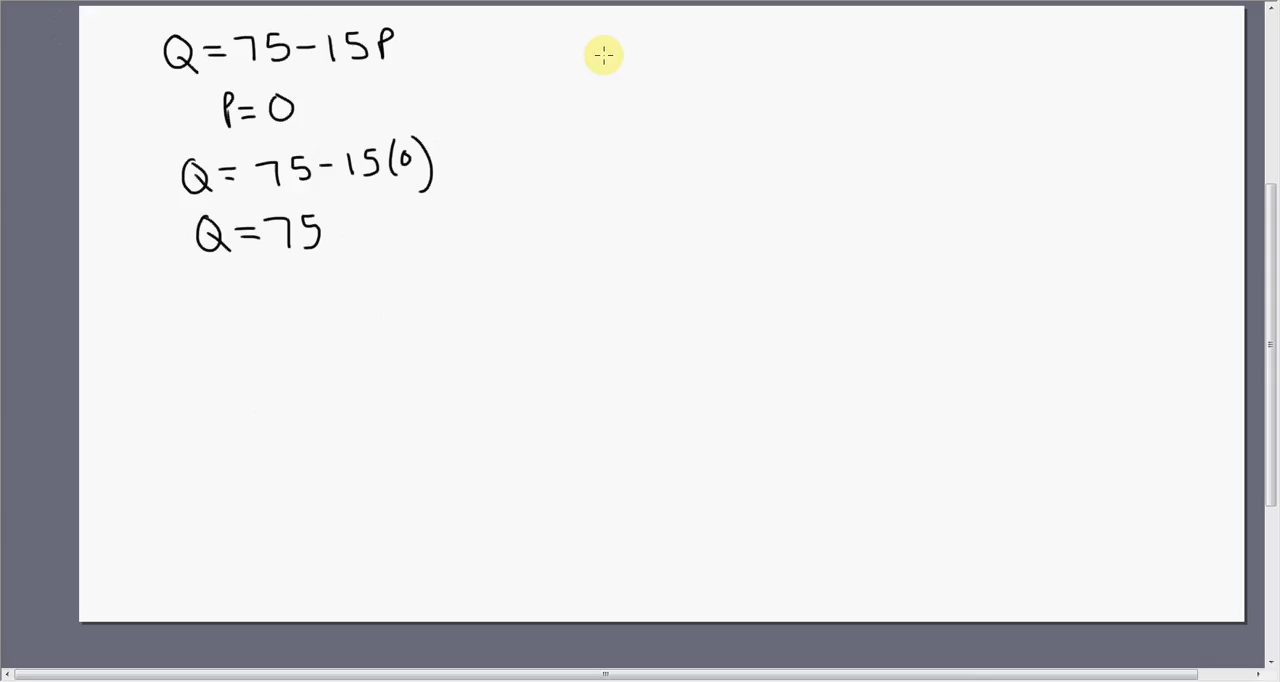 Q = 75 - 15P
P = 0
Q = 75 - 15(0)
Q = 75